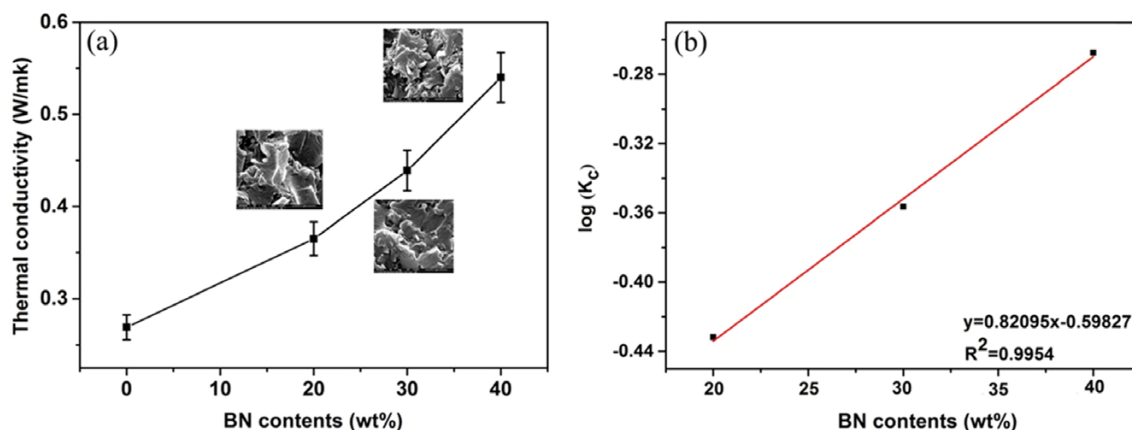 (a)
Thermal conductivity (W/mk)
0.6
0.5
0.4
0.3
0
20
30
40
BN contents (wt%)
(b)
log (K_C)
-0.28
-0.32
-0.36
-0.40
-0.44
y=0.82095x-0.59827
R²=0.9954
20
25
30
35
40
BN contents (wt%)